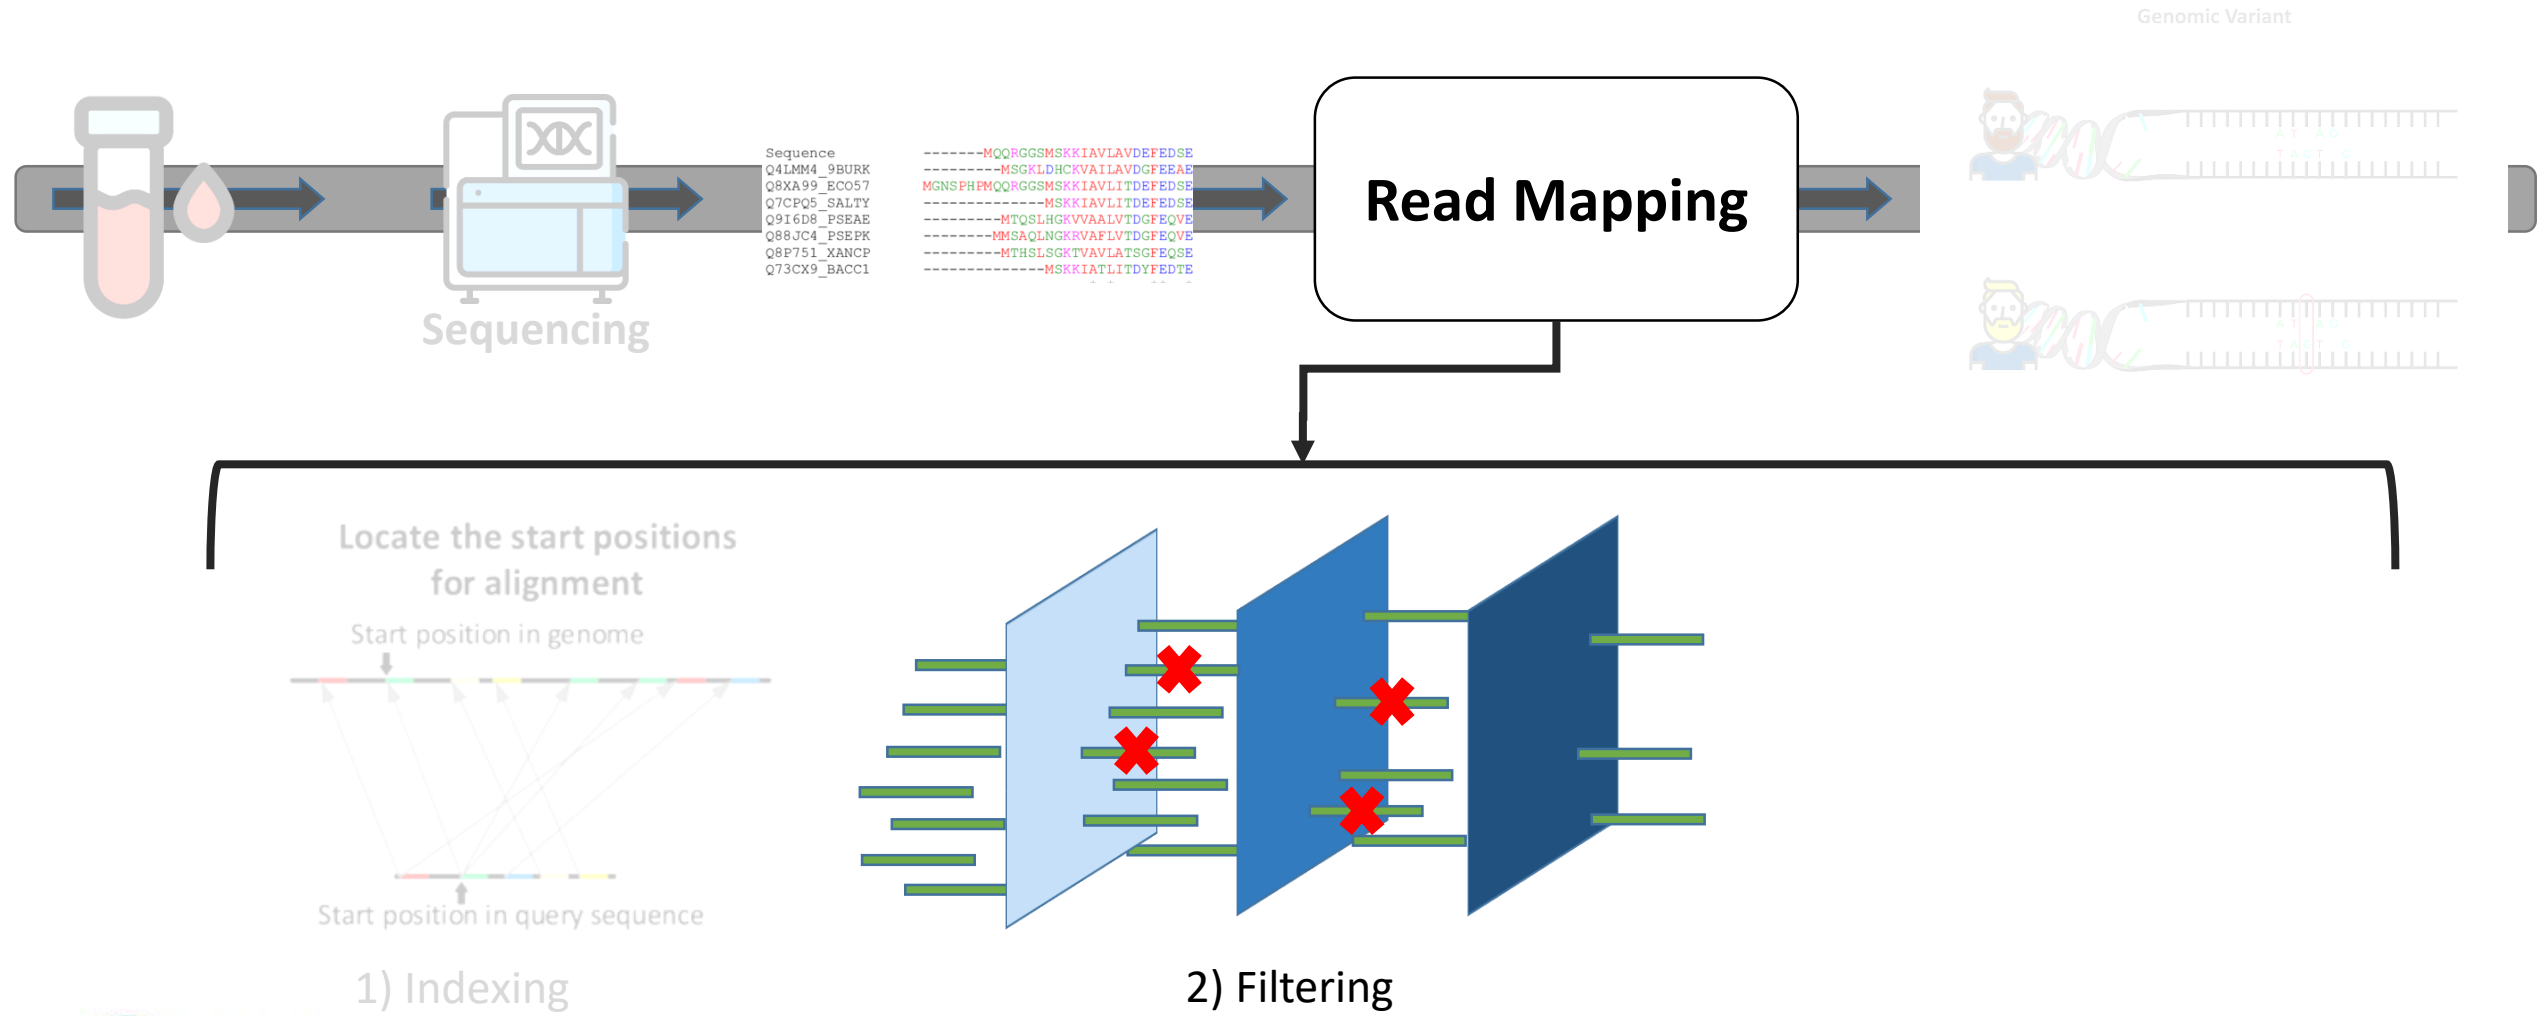 Genomic Variant
Sequence -------MQQRGGSMSKKIAVLAVDEFEDSE
Q4LMM4_9BURK ---------MSGKLDHCKVAILAVDGFEEAE
Q8XA99_ECO57 MGNSPHPMQQRGGSMSKKIAVLITDEFEDSE
Q7CPQ5_SALTY --------------MSKKIAVLITDEFEDSE
Q9I6D8_PSEAE ---------MTQSLHGKVVAALVTDGFEQVE
Q88JC4_PSEPK --------MMSAQLNGKRVAFLVTDGFEQVE
Q8P751_XANCP ---------MTHSLSGKTVAVLATSGFEQSE
Q73CX9_BACC1 --------------MSKKIATLITDYFEDTE
Read Mapping
Sequencing
Locate the start positions
for alignment
Start position in genome
Start position in query sequence
1) Indexing
2) Filtering